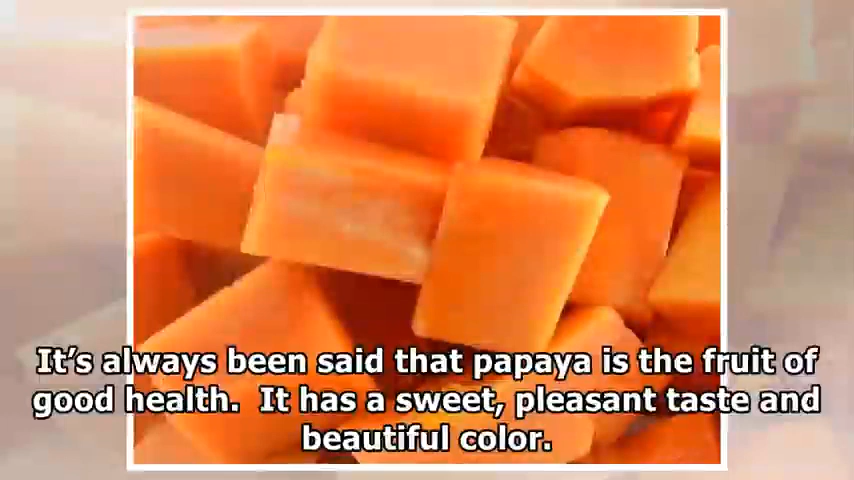 It’s always been said that papaya is the fruit of
good health.  It has a sweet, pleasant taste and
beautiful color.